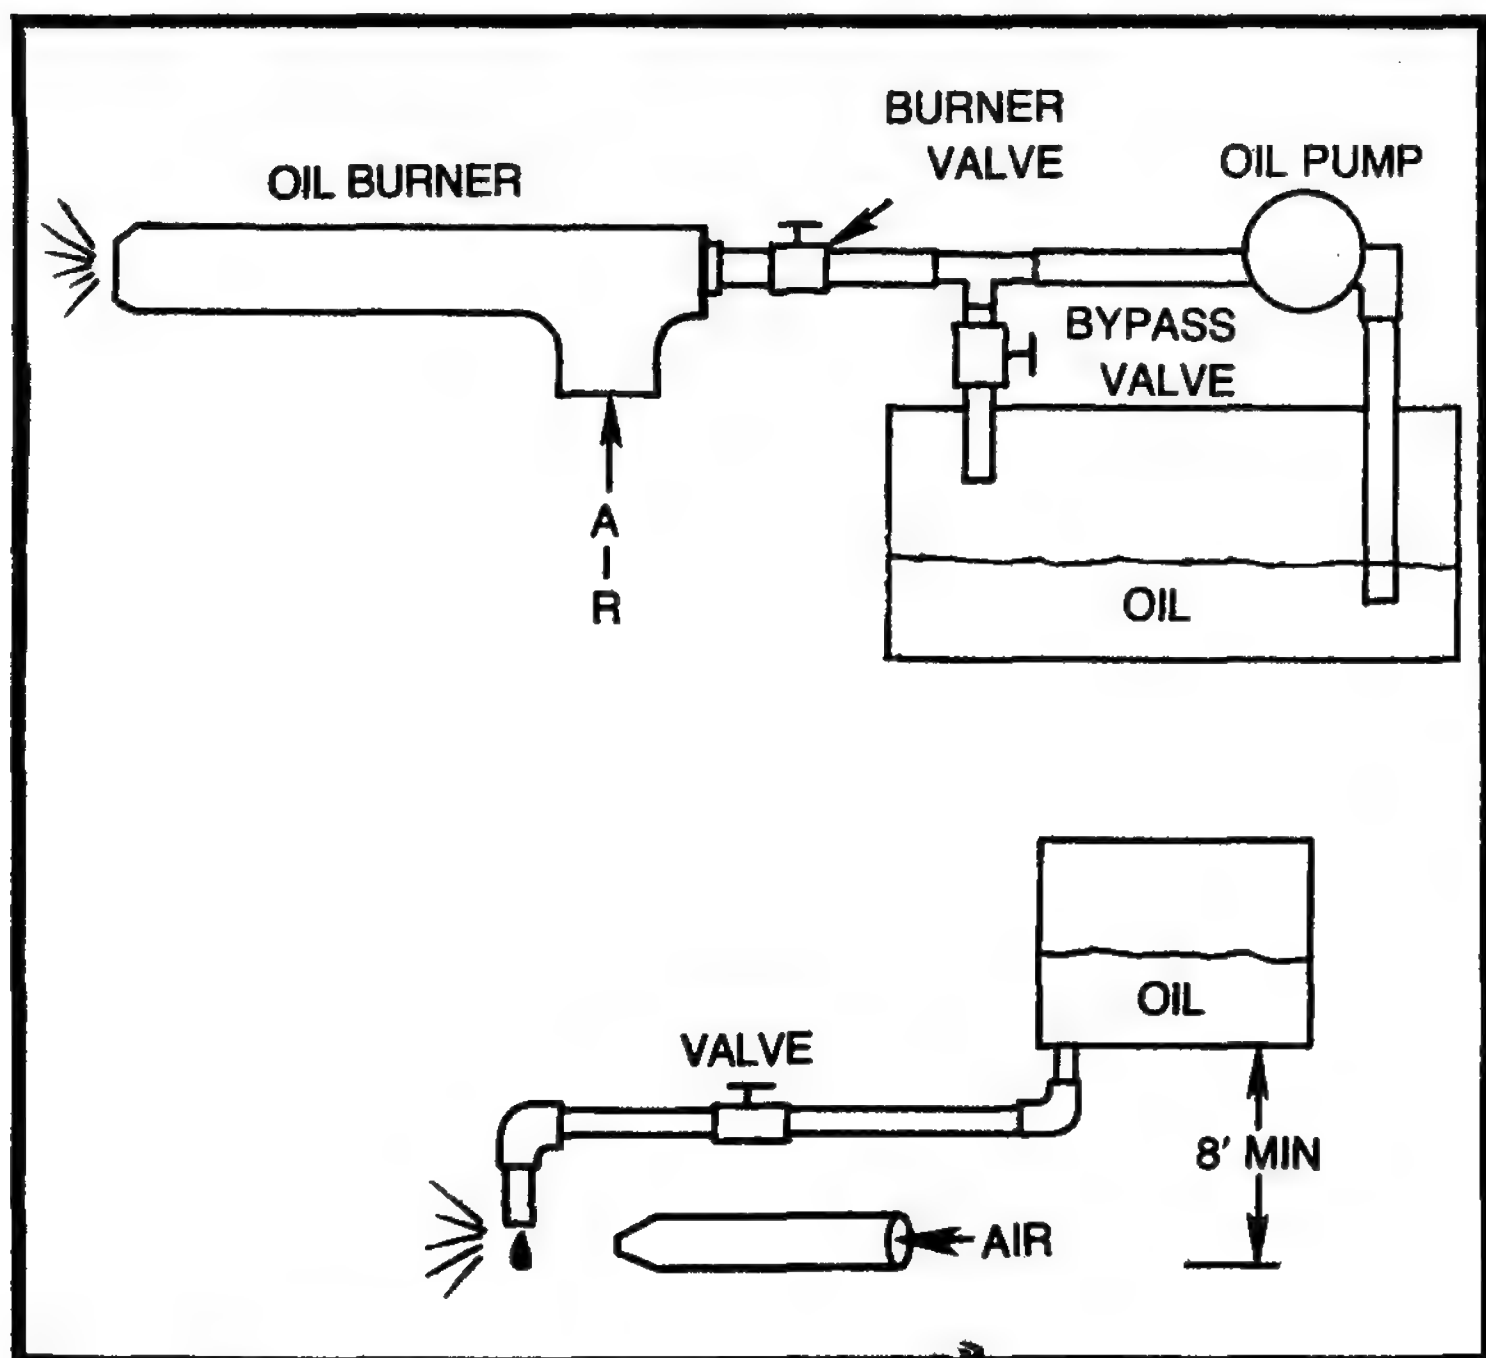 BURNER
VALVE
OIL PUMP
OIL BURNER
BYPASS
VALVE
A
I
R
OIL
OIL
VALVE
8' MIN
AIR